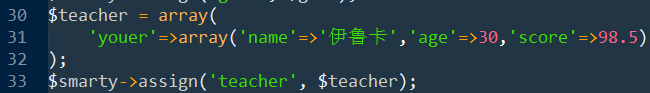 30 $teacher = array(
31     'youer'=>array('name'=>'伊鲁卡','age'=>30,'score'=>98.5)
32 );
33 $smarty->assign('teacher', $teacher);